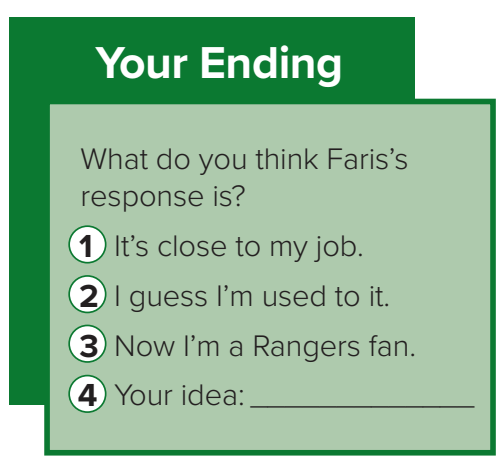 Your Ending
What do you think Faris’s
response is?
1 It’s close to my job.
2 I guess I’m used to it.
3 Now I’m a Rangers fan.
4 Your idea: ______________